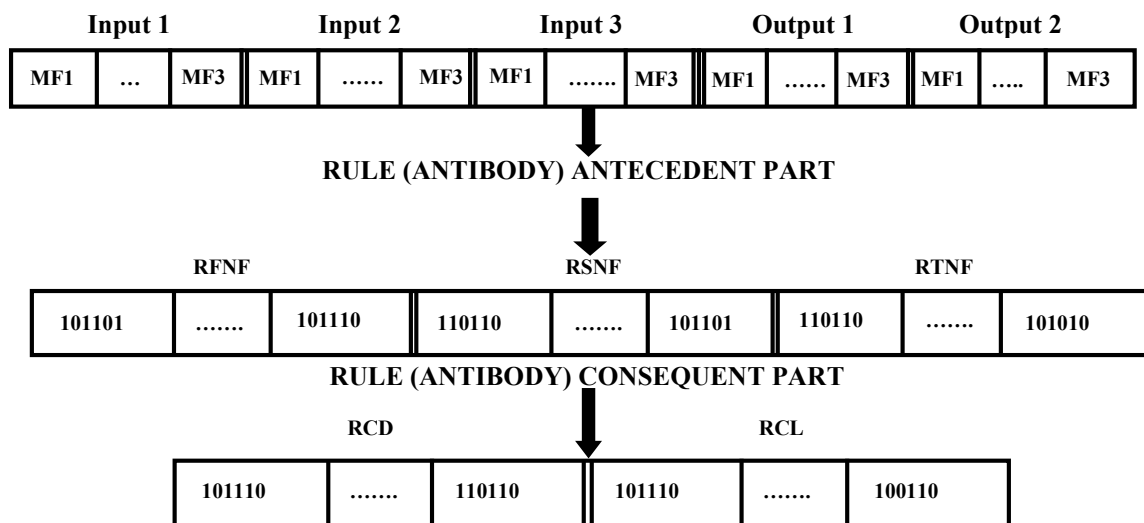 Input 1 Input 2 Input 3 Output 1 Output 2
MF1 … MF3 MF1 …… MF3 MF1 ……. MF3 MF1 …… MF3 MF1 ….. MF3
RULE (ANTIBODY) ANTECEDENT PART
RFNF RSNF RTNF
101101 ……. 101110 110110 ……. 101101 110110 ……. 101010
RULE (ANTIBODY) CONSEQUENT PART
RCD RCL
101110 ……. 110110 101110 ……. 100110